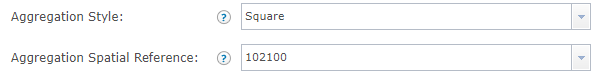 Aggregation Style: ? Square
Aggregation Spatial Reference: ? 102100